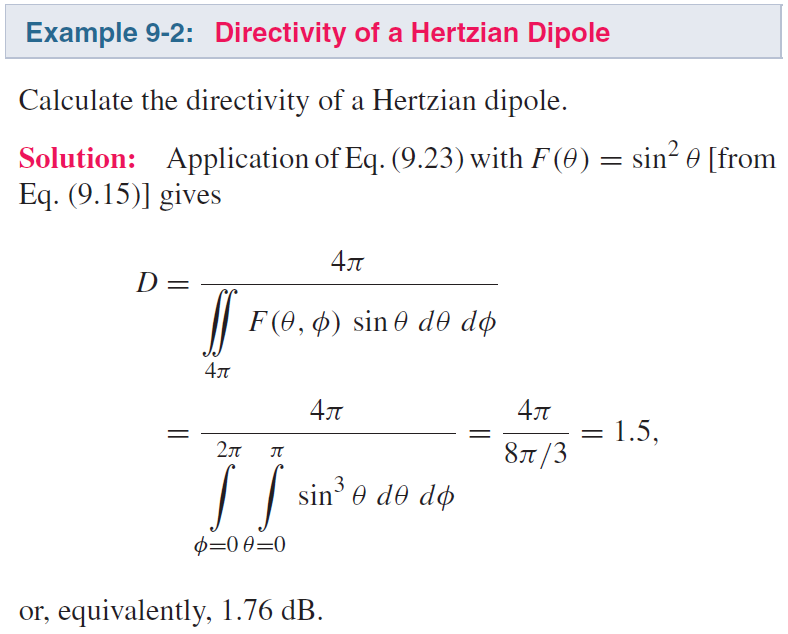 Example 9-2: Directivity of a Hertzian Dipole
Calculate the directivity of a Hertzian dipole.
Solution: Application of Eq. (9.23) with F(θ) = sin² θ [from
Eq. (9.15)] gives
D = 4π / ∬_{4π} F(θ, ϕ) sin θ dθ dϕ
= 4π / ∫_{ϕ=0}^{2π} ∫_{θ=0}^{π} sin³ θ dθ dϕ = 4π / (8π/3) = 1.5,
or, equivalently, 1.76 dB.